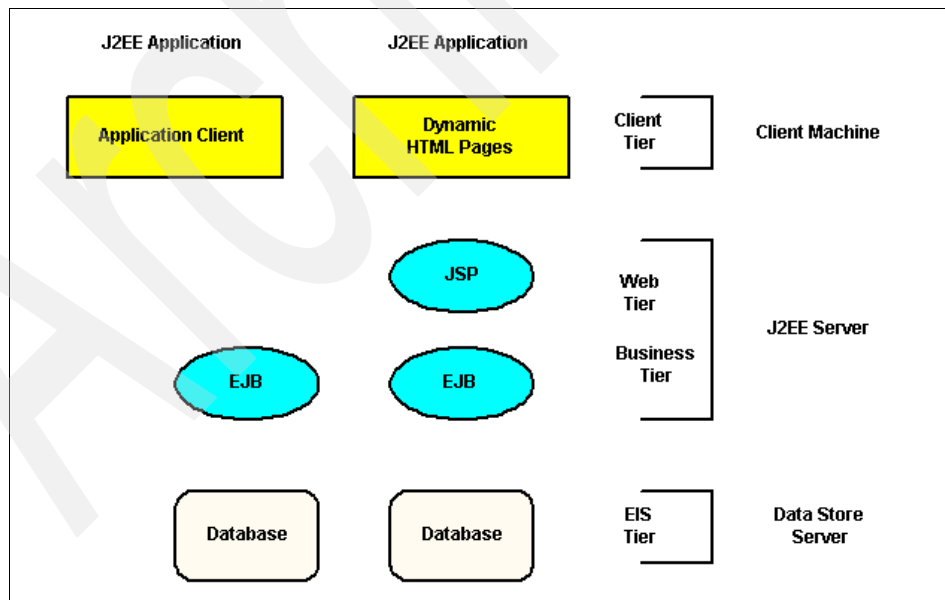 J2EE Application
J2EE Application
Application Client
Dynamic
HTML Pages
Client
Tier
Client Machine
JSP
Web
Tier
J2EE Server
Business
Tier
EJB
EJB
Database
Database
EIS
Tier
Data Store
Server